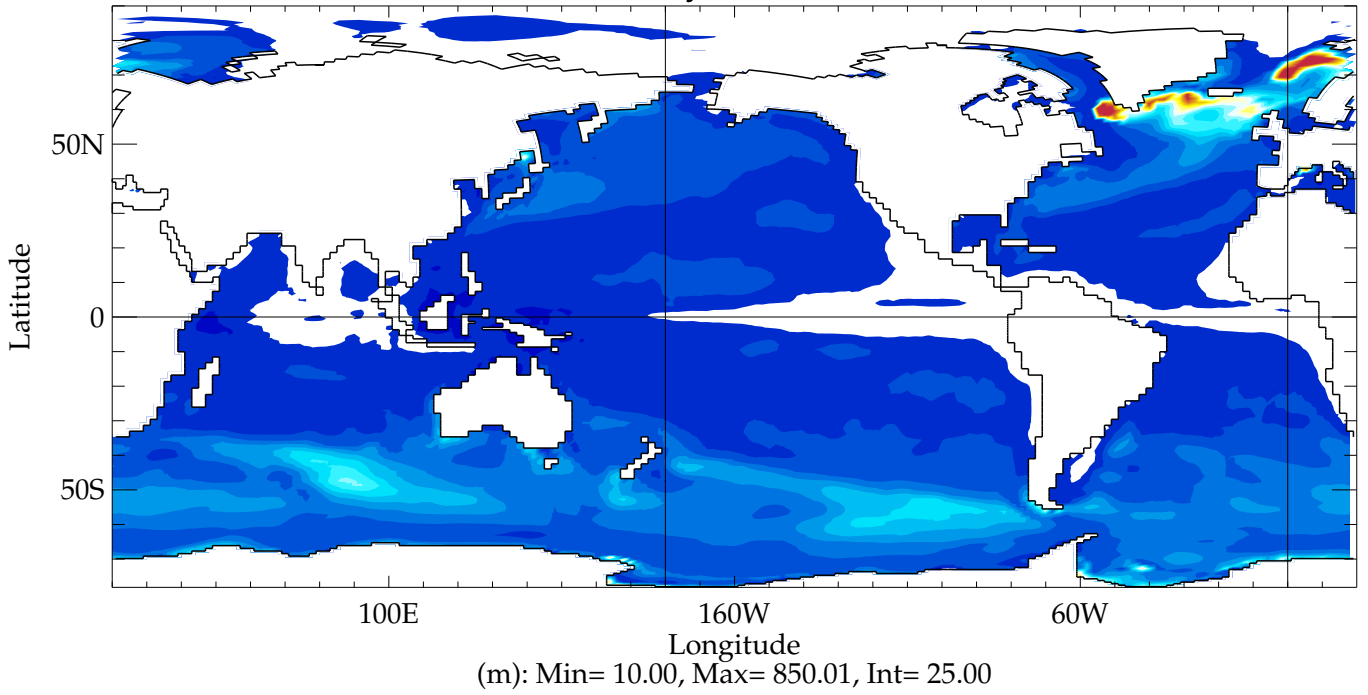 50N
0
50S
Latitude
100E
160W
60W
Longitude
(m): Min= 10.00, Max= 850.01, Int= 25.00